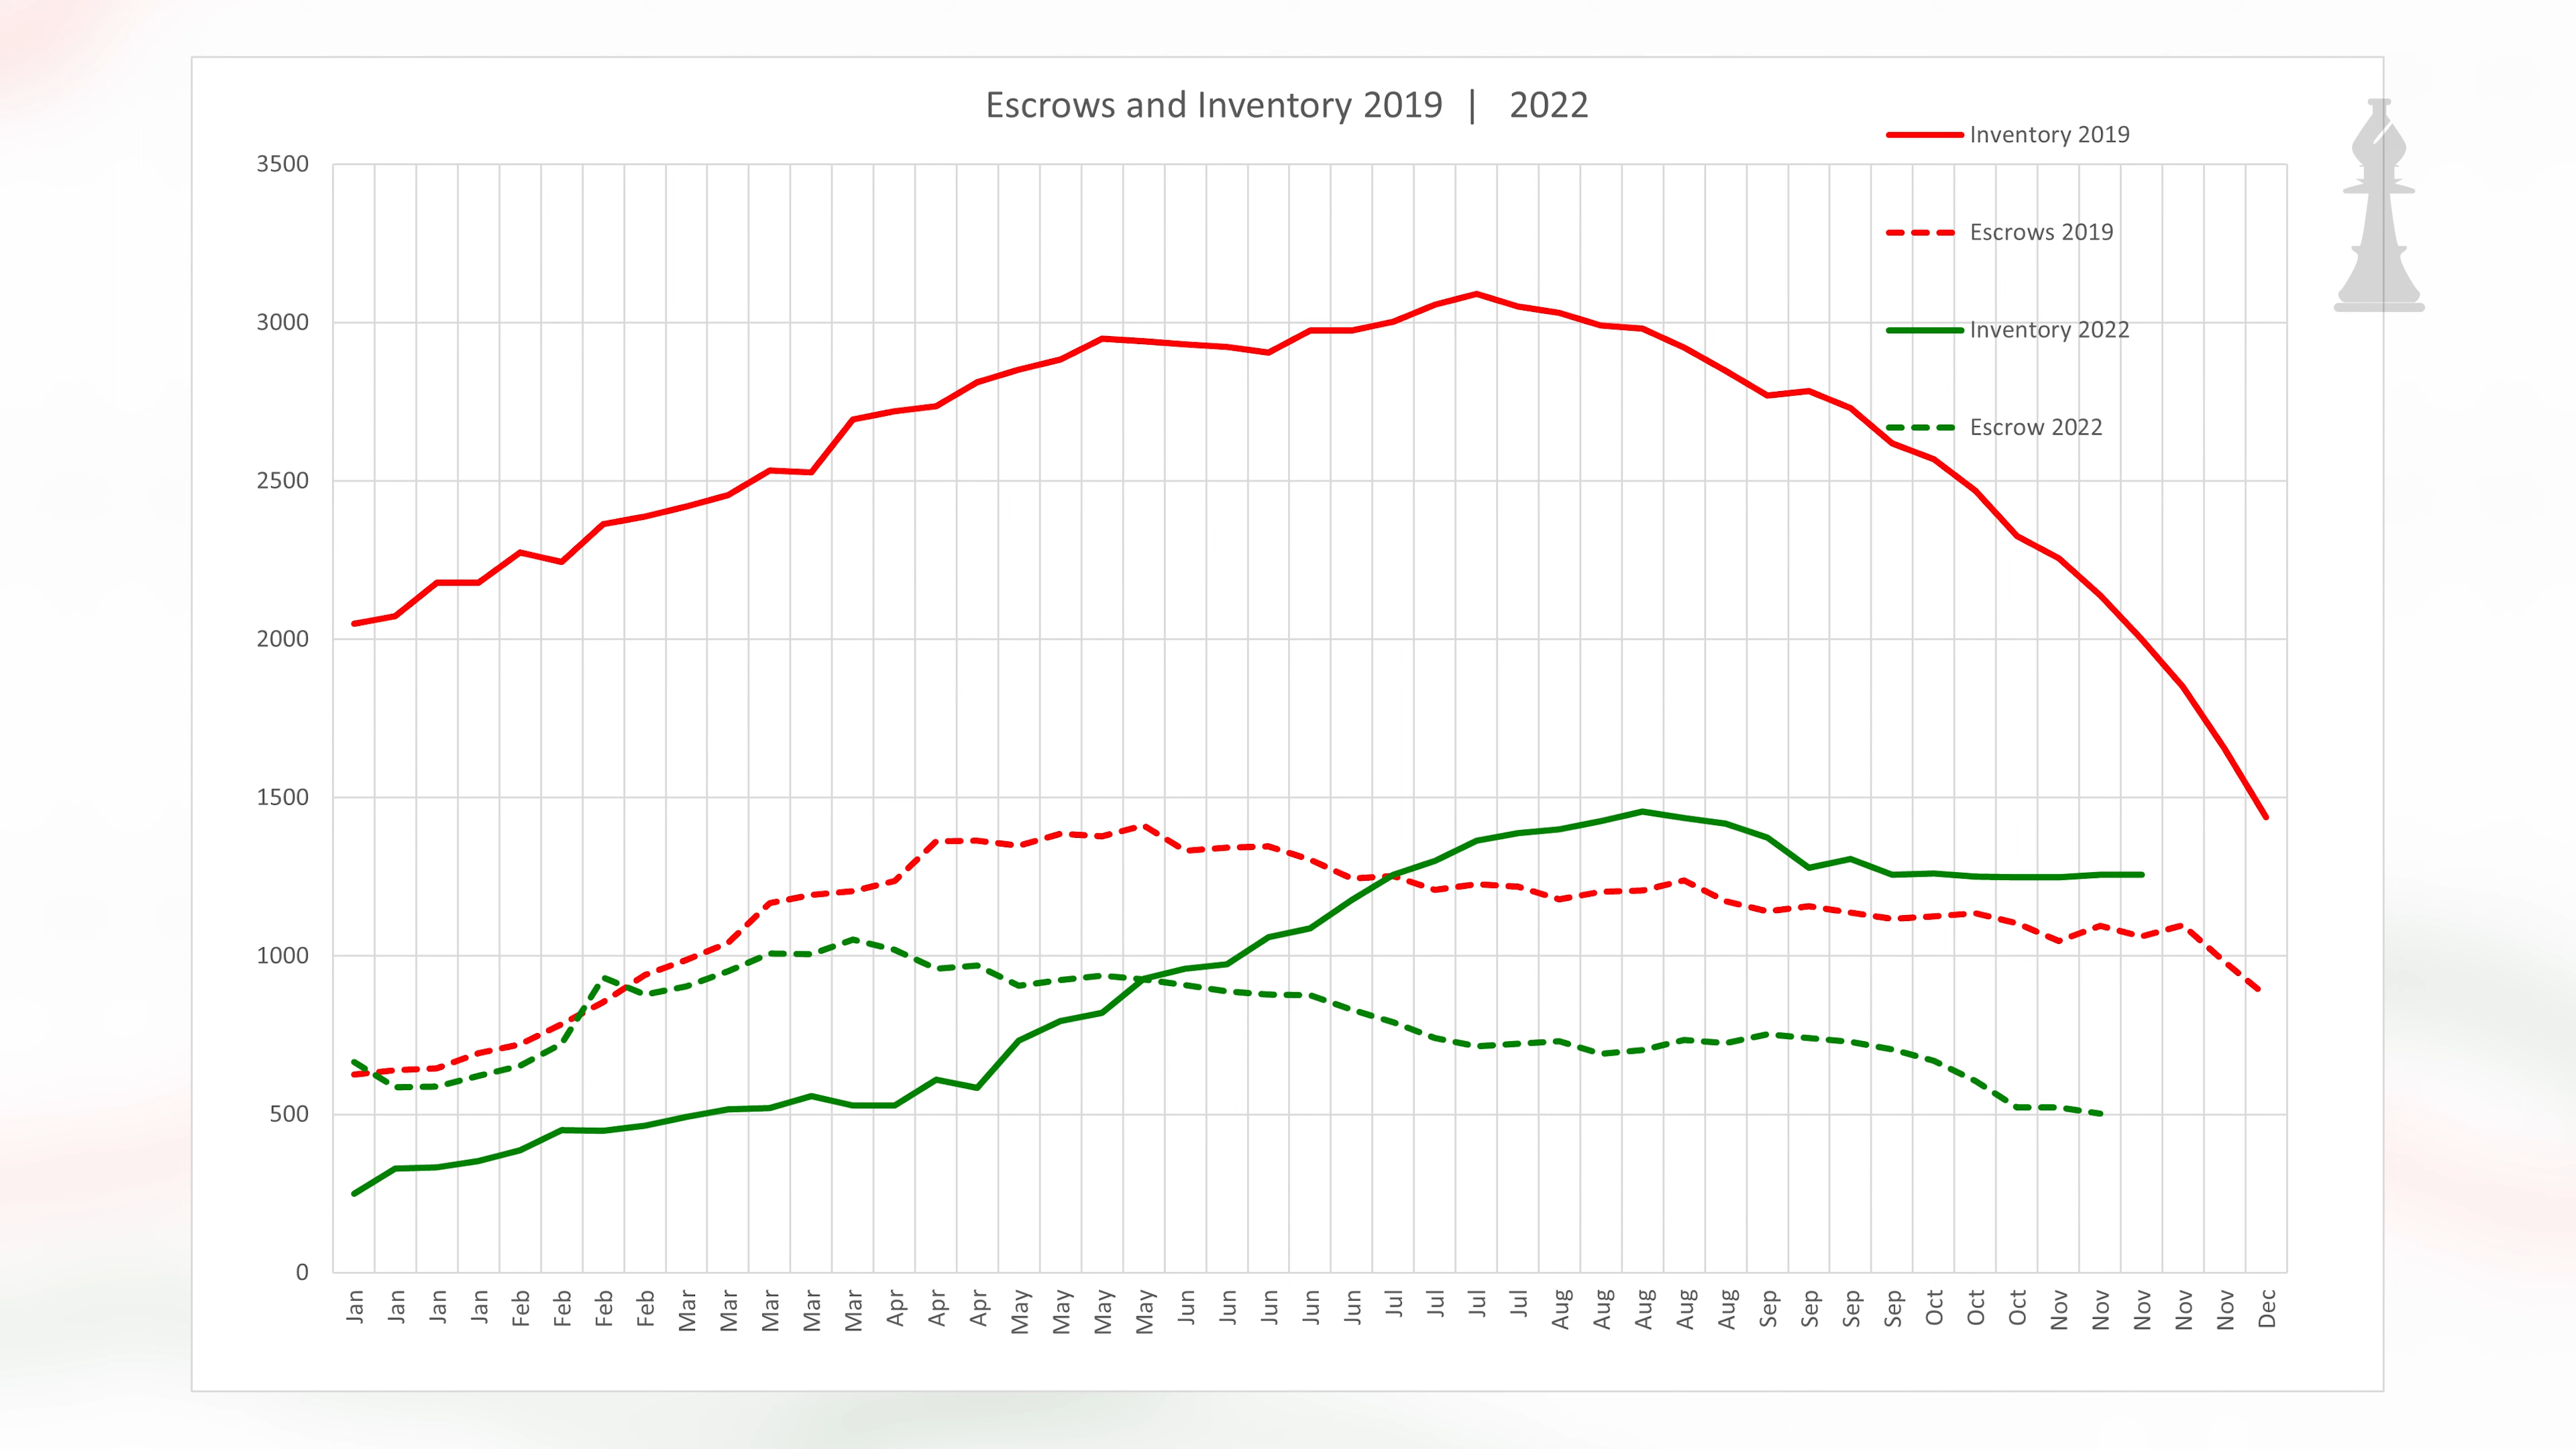 Escrows and Inventory 2019 | 2022
Inventory 2019
Escrows 2019
Inventory 2022
Escrow 2022
3500
3000
2500
2000
1500
1000
500
0
Jan Jan Jan Jan Feb Feb Feb Feb Mar Mar Mar Mar Mar Apr Apr Apr May May May May Jun Jun Jun Jun Jun Jul Jul Jul Jul Aug Aug Aug Aug Aug Sep Sep Sep Sep Oct Oct Oct Nov Nov Nov Nov Nov Dec